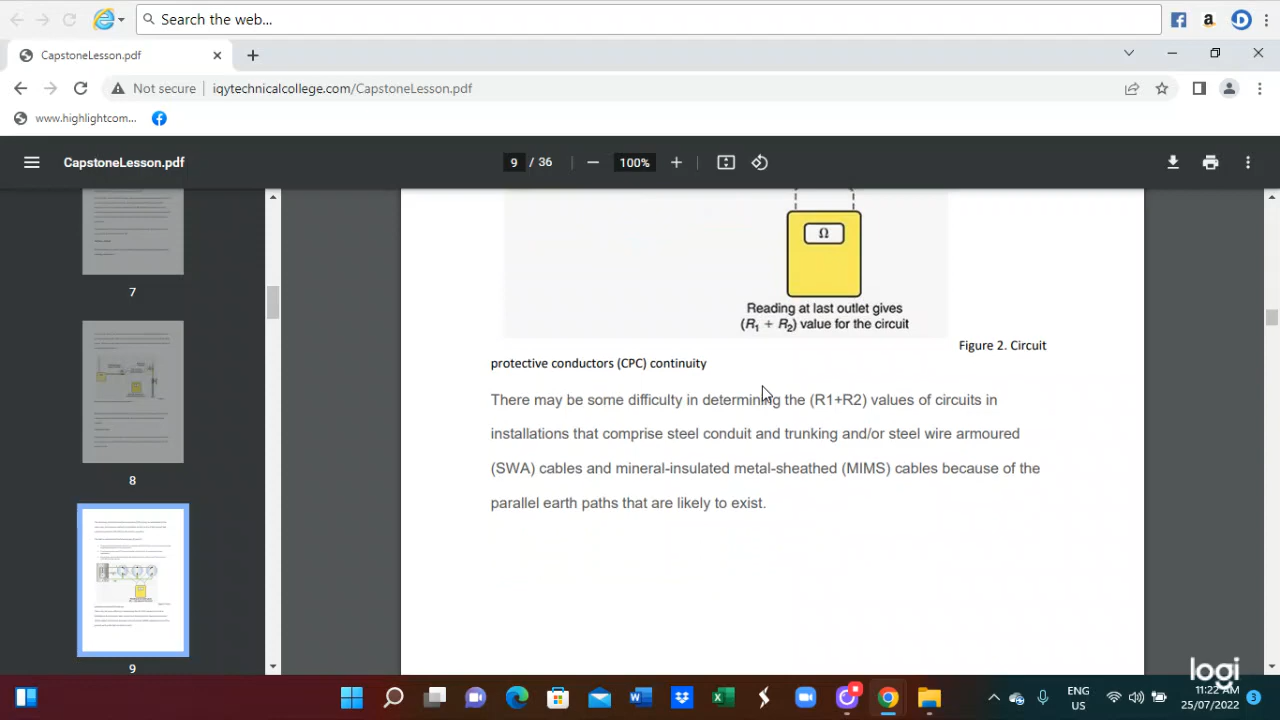 Search the web...
CapstoneLesson.pdf
Not secure
iqytechnicalcollege.com/CapstoneLesson.pdf
www.highlightcom...
CapstoneLesson.pdf
9 / 36
100%
7
8
9
Ω
Reading at last outlet gives
(R1 + R2) value for the circuit
Figure 2. Circuit
protective conductors (CPC) continuity
There may be some difficulty in determining the (R1+R2) values of circuits in
installations that comprise steel conduit and trunking and/or steel wire armoured
(SWA) cables and mineral-insulated metal-sheathed (MIMS) cables because of the
parallel earth paths that are likely to exist.
logi
ENG
US
11:22 AM
25/07/2022
3